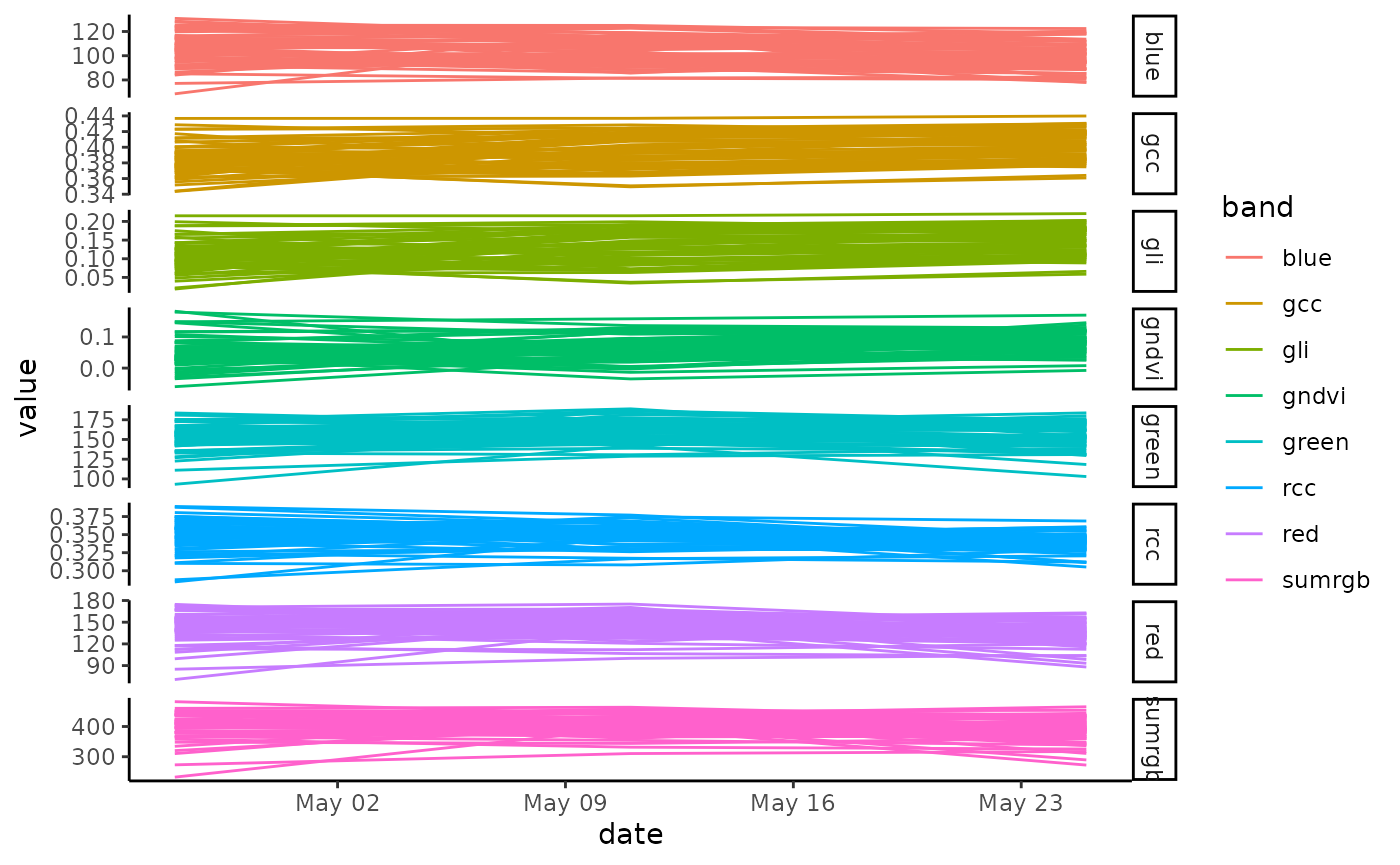 120
100
80
blue
0.44
0.42
0.40
0.38
0.36
0.34
gcc
0.20
0.15
0.10
0.05
gli
0.1
0.0
gndvi
175
150
125
100
green
0.375
0.350
0.325
0.300
rcc
180
150
120
90
red
400
300
sumrgb
value
May 02
May 09
May 16
May 23
date
band
blue
gcc
gli
gndvi
green
rcc
red
sumrgb